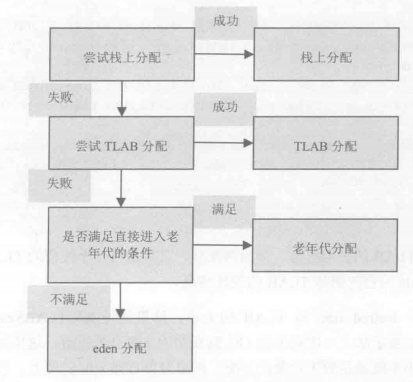 成功
尝试栈上分配
栈上分配
失败
成功
尝试 TLAB 分配
TLAB 分配
失败
满足
是否满足直接进入老
年代的条件
老年代分配
不满足
eden 分配